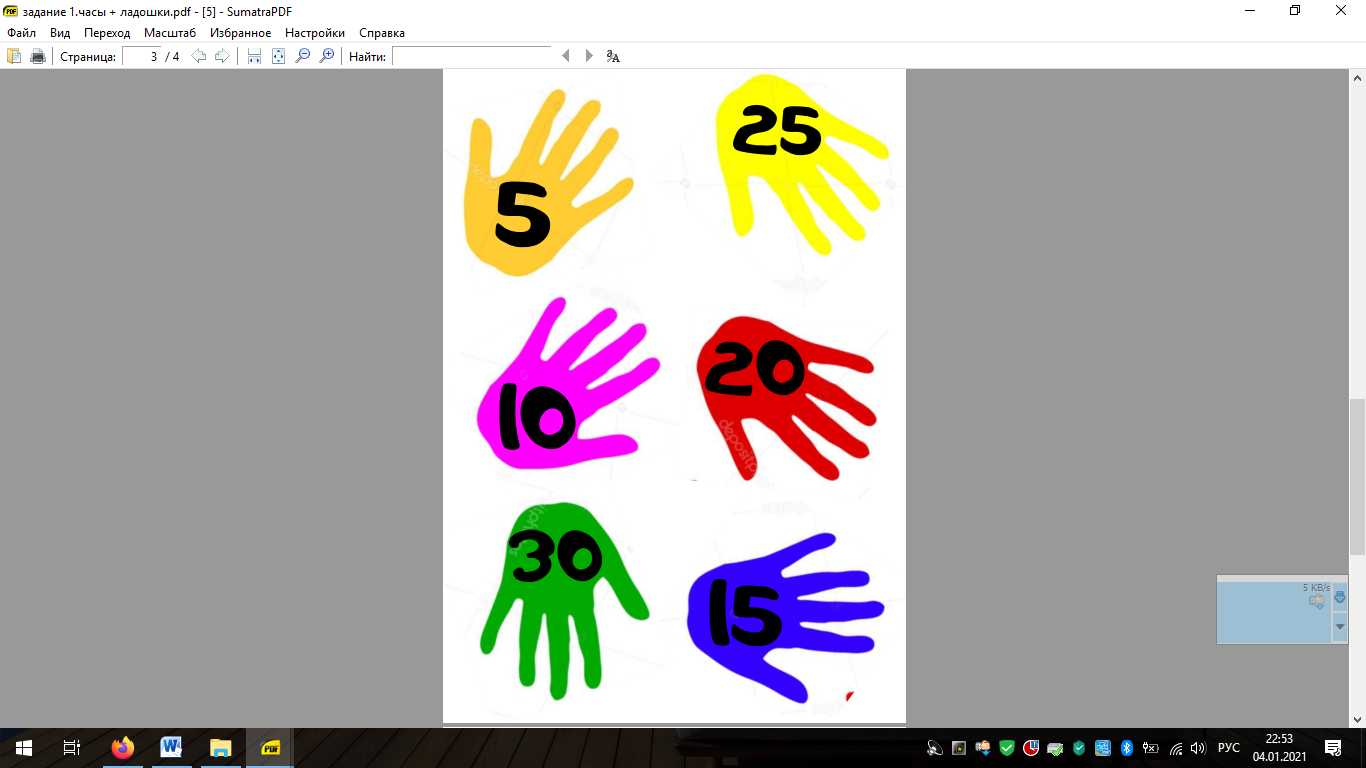 задание 1.часы + ладошки.pdf - [5] - SumatraPDF
Файл Вид Переход Масштаб Избранное Настройки Справка
Страница: 3 / 4 Найти:
5 25
10 20
30 15
depositp
5 KB/s
РУС 22:53
04.01.2021